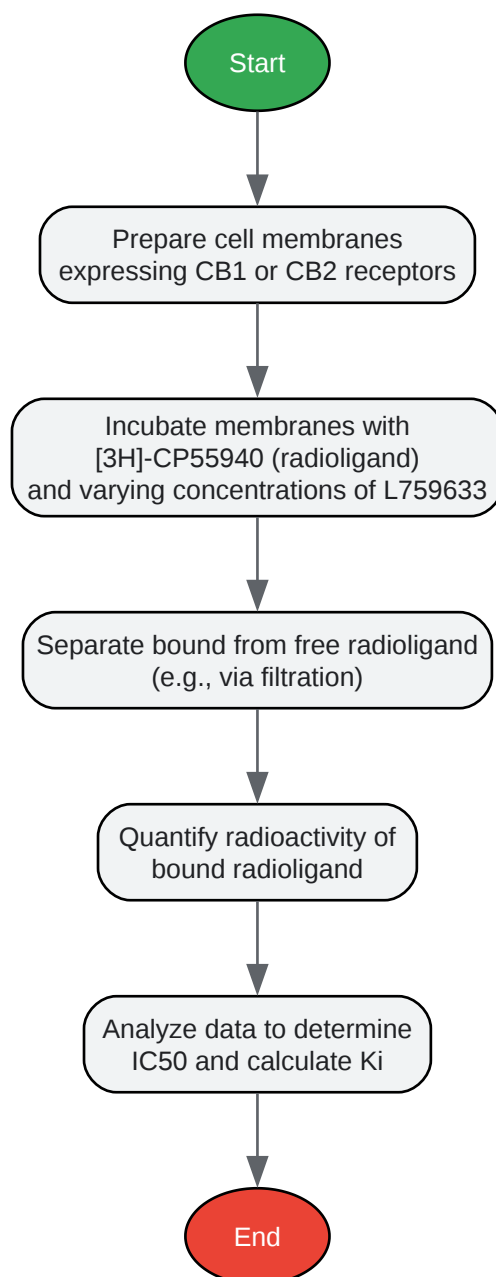 Start
Prepare cell membranes
expressing CB1 or CB2 receptors
Incubate membranes with
[3H]-CP55940 (radioligand)
and varying concentrations of L759633
Separate bound from free radioligand
(e.g., via filtration)
Quantify radioactivity of
bound radioligand
Analyze data to determine
IC50 and calculate Ki
End